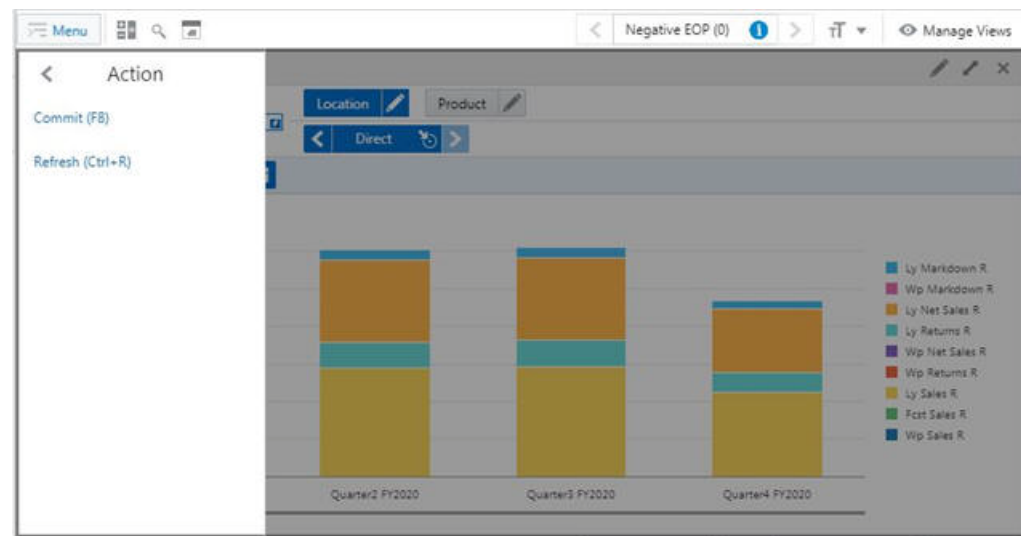 Menu
Negative EOP (0)
Manage Views
Action
Commit (F8)
Refresh (Ctrl+R)
Location
Product
Direct
Ly Markdown R
Wp Markdown R
Ly Net Sales R
Ly Returns R
Wp Net Sales R
Wp Returns R
Ly Sales R
Fcst Sales R
Wp Sales R
Quarter2 FY2020
Quarter3 FY2020
Quarter4 FY2020